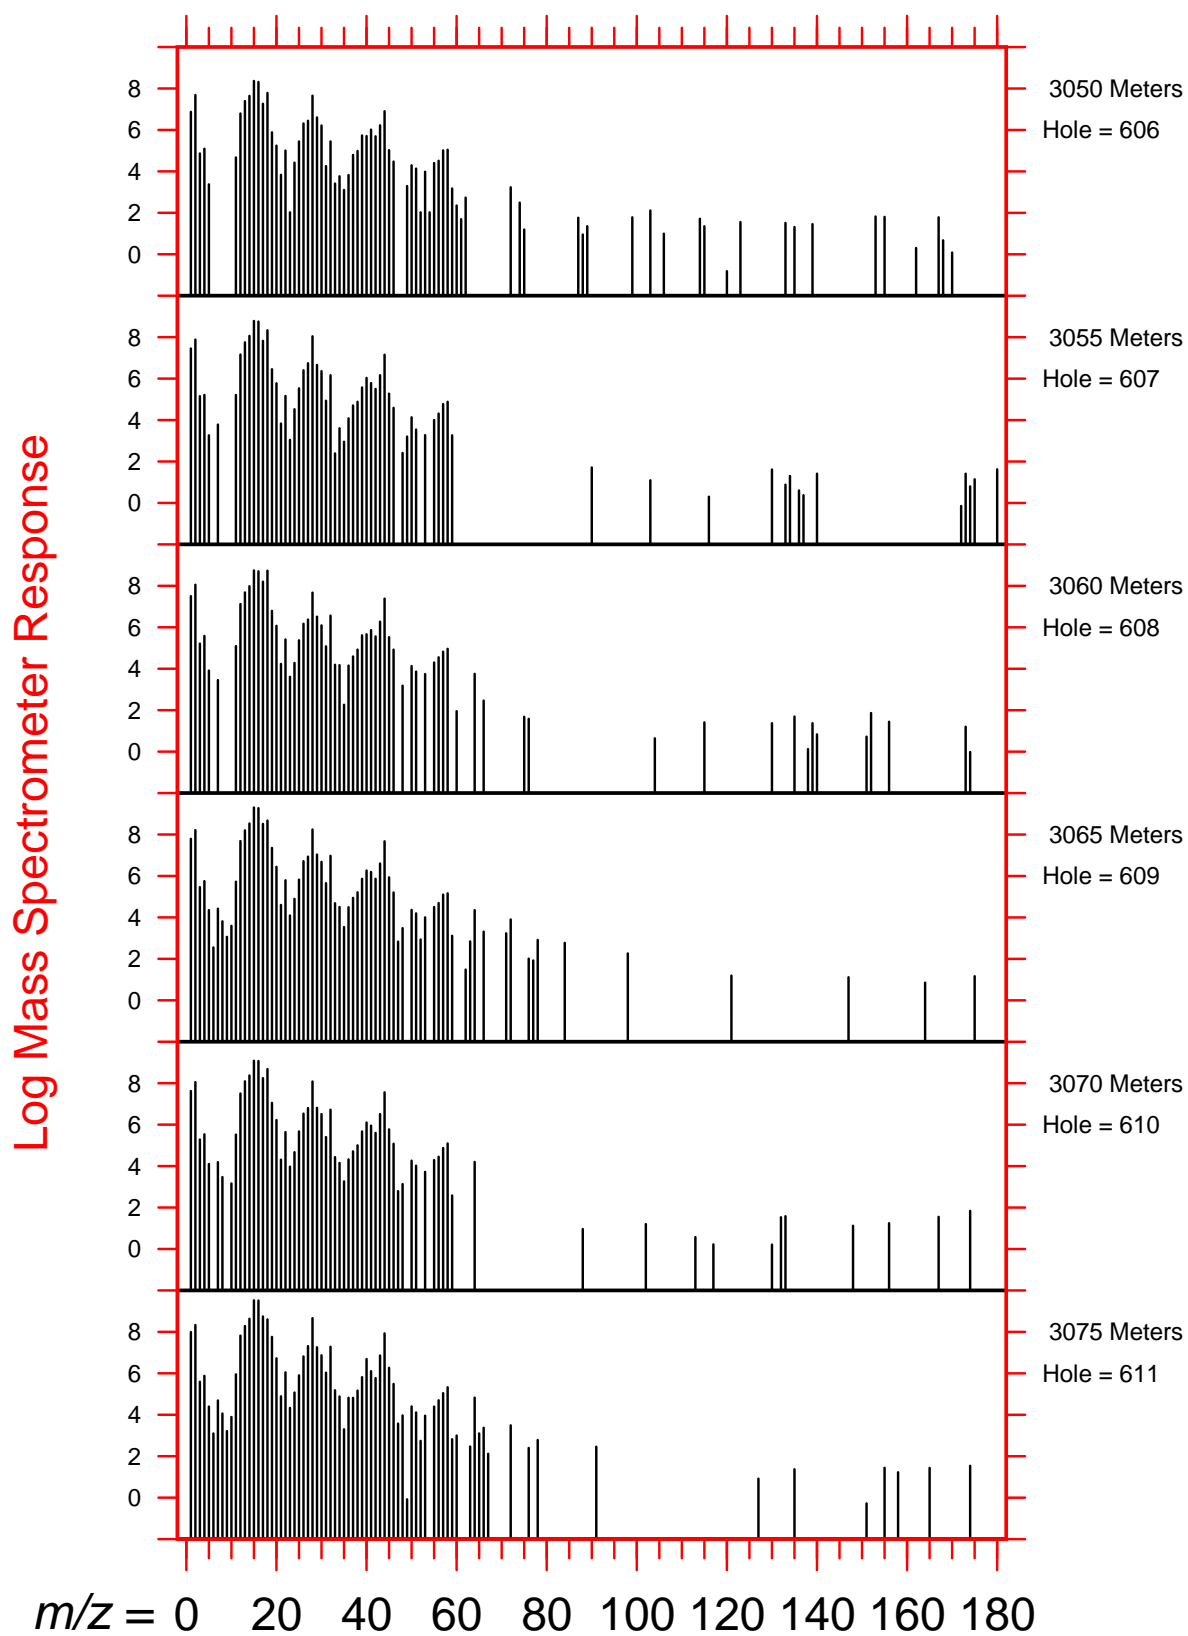 Log Mass Spectrometer Response
8
6
4
2
0
3050 Meters
Hole = 606
8
6
4
2
0
3055 Meters
Hole = 607
8
6
4
2
0
3060 Meters
Hole = 608
8
6
4
2
0
3065 Meters
Hole = 609
8
6
4
2
0
3070 Meters
Hole = 610
8
6
4
2
0
3075 Meters
Hole = 611
m/z = 0 20 40 60 80 100 120 140 160 180